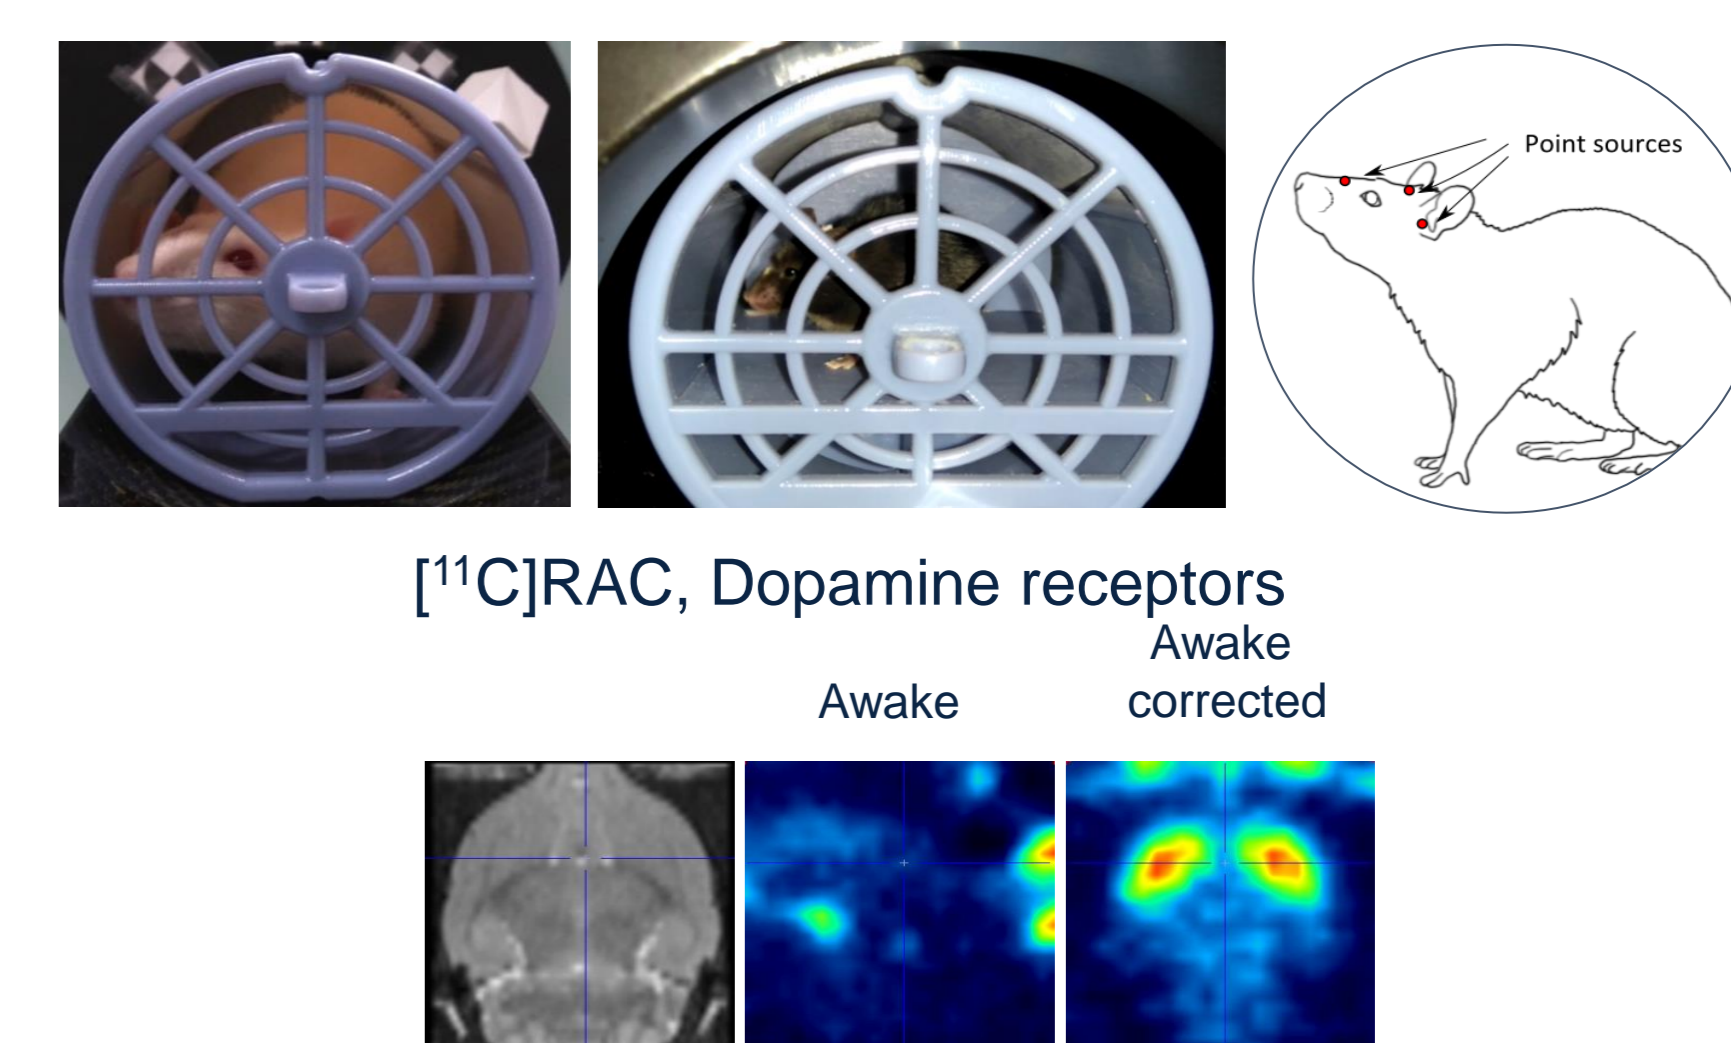 Point sources
[¹¹C]RAC, Dopamine receptors
Awake
Awake
corrected